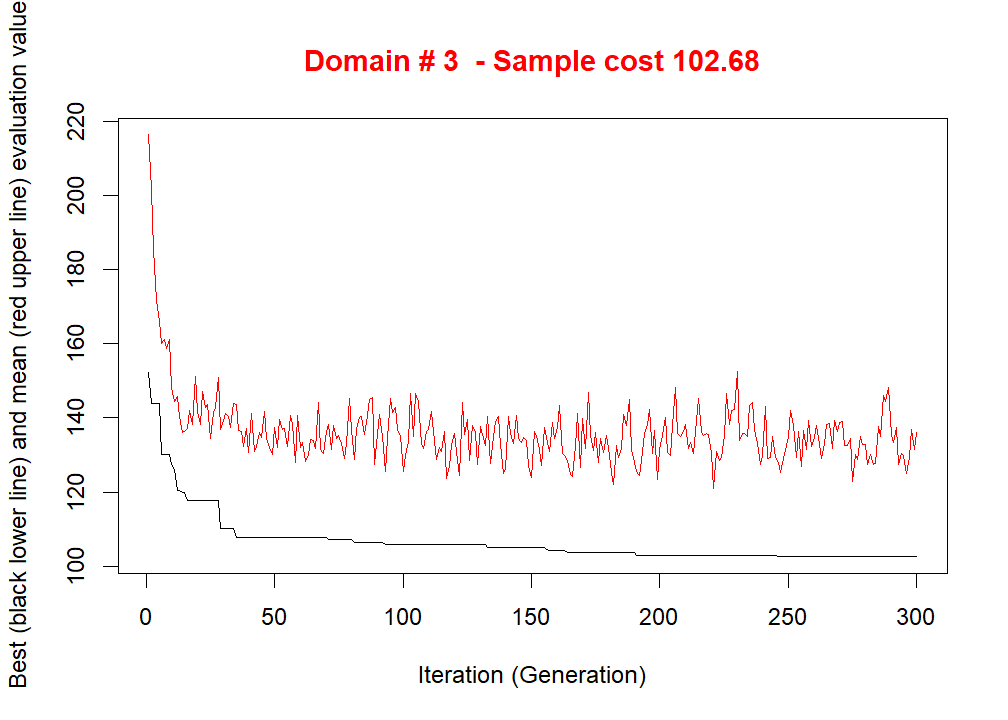 Domain # 3  - Sample cost 102.68
Best (black lower line) and mean (red upper line) evaluation value
220
200
180
160
140
120
100
0 50 100 150 200 250 300
Iteration (Generation)